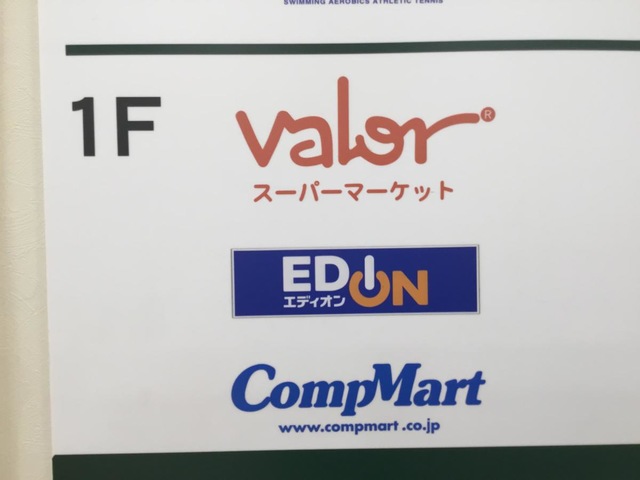 SWIMMING AEROBICS ATHLETIC TENNIS
1F
valor®
スーパーマーケット
EDION
エディオン
CompMart
www.compmart.co.jp